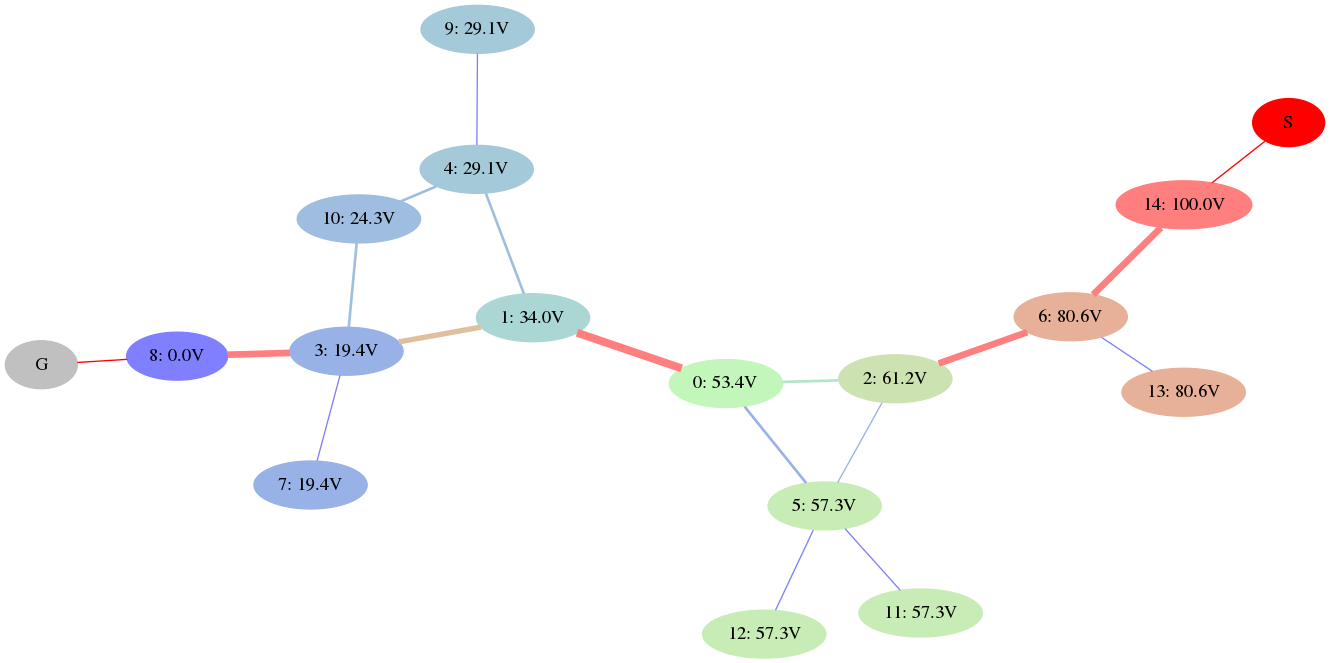 9: 29.1V
S
4: 29.1V
14: 100.0V
10: 24.3V
1: 34.0V
6: 80.6V
8: 0.0V
3: 19.4V
G
0: 53.4V
2: 61.2V
13: 80.6V
7: 19.4V
5: 57.3V
11: 57.3V
12: 57.3V